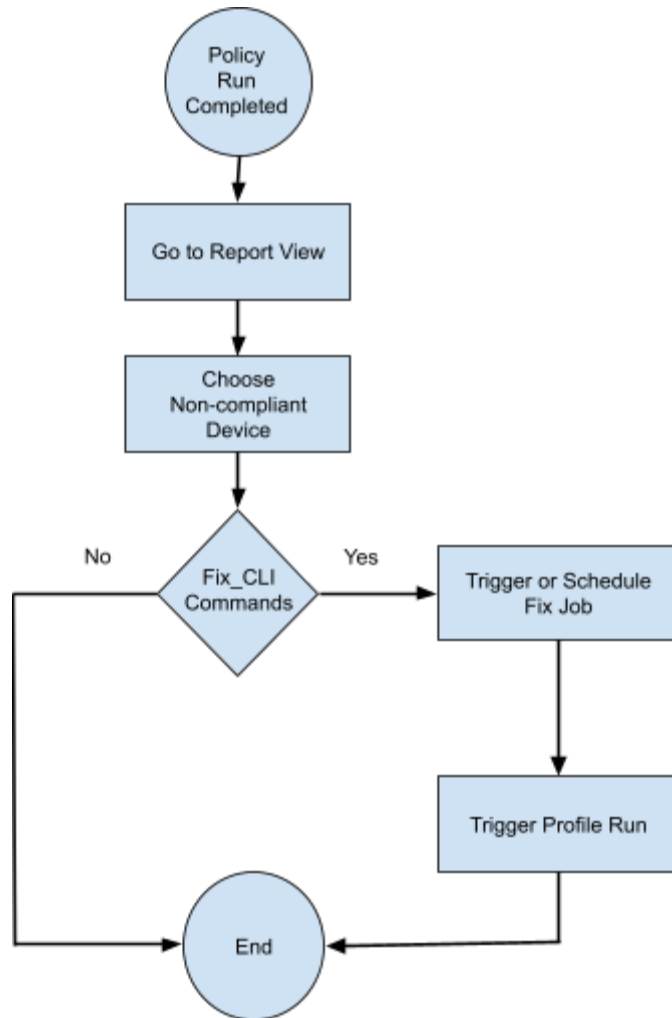 Policy
Run
Completed
Go to Report View
Choose
Non-compliant
Device
No
Fix_CLI
Commands
Yes
Trigger or Schedule
Fix Job
Trigger Profile Run
End